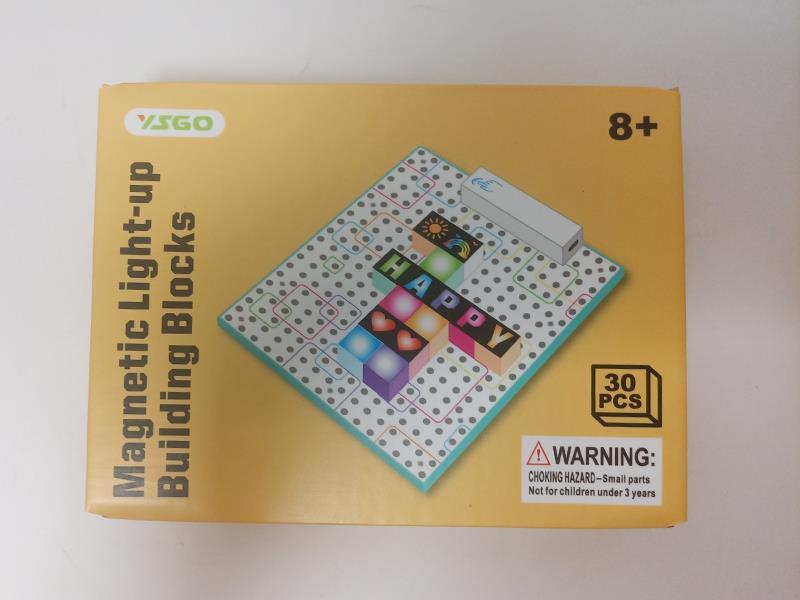 YSGO
8+
Magnetic Light-up
Building Blocks
HAPPY
30
PCS
WARNING:
CHOKING HAZARD-Small parts
Not for children under 3 years